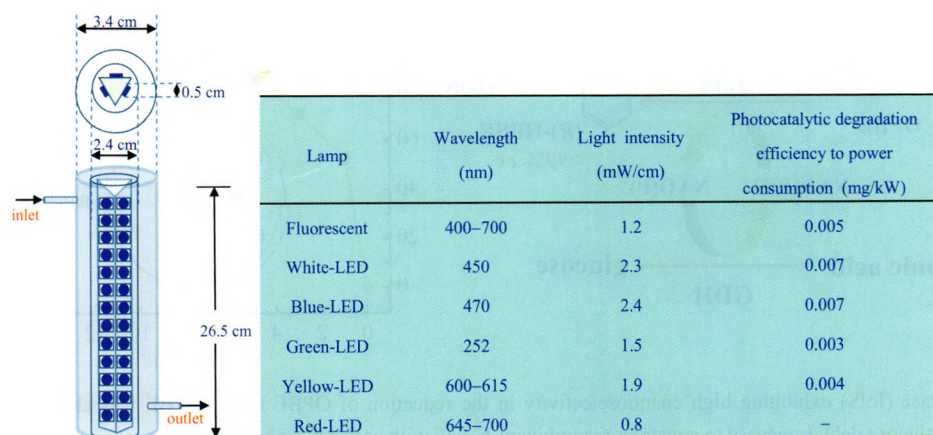 3.4 cm
0.5 cm
2.4 cm
inlet
26.5 cm
outlet
Lamp
Wavelength
(nm)
Light intensity
(mW/cm)
Photocatalytic degradation
efficiency to power
consumption (mg/kW)
Fluorescent 400–700 1.2 0.005
White-LED 450 2.3 0.007
Blue-LED 470 2.4 0.007
Green-LED 252 1.5 0.003
Yellow-LED 600–615 1.9 0.004
Red-LED 645–700 0.8 –